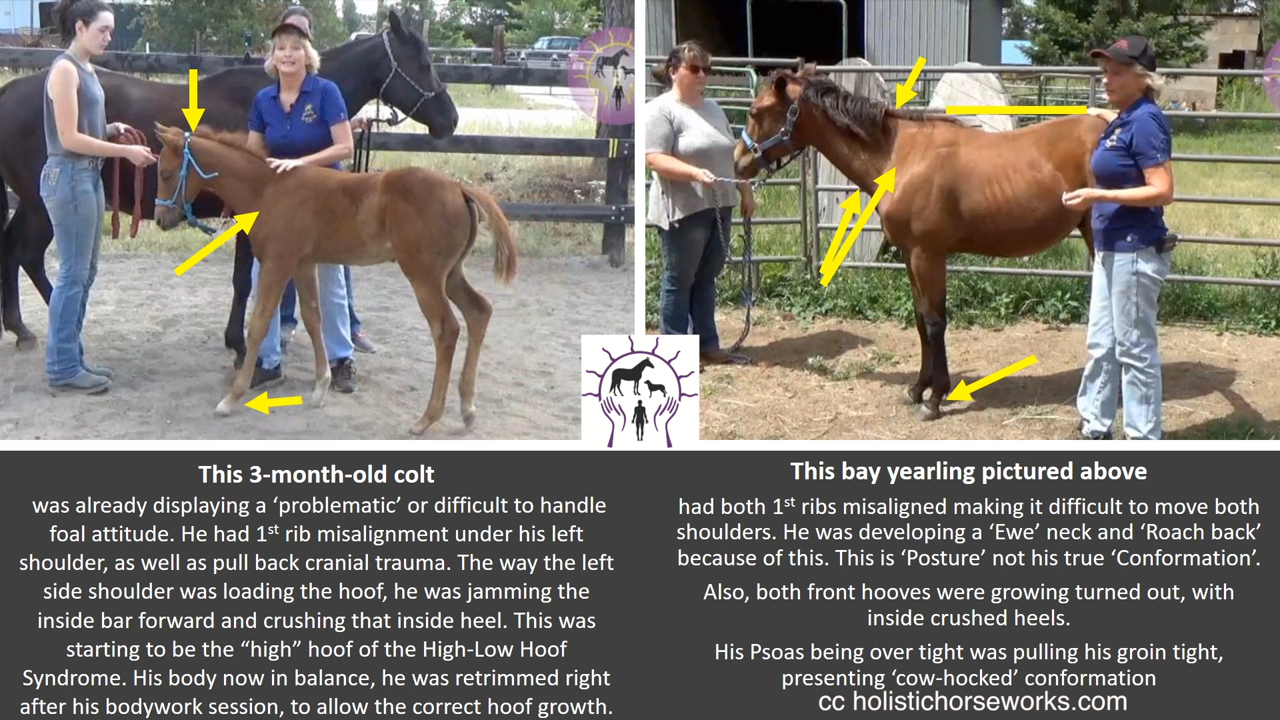 This 3-month-old colt
was already displaying a ‘problematic’ or difficult to handle
foal attitude. He had 1st rib misalignment under his left
shoulder, as well as pull back cranial trauma. The way the left
side shoulder was loading the hoof, he was jamming the
inside bar forward and crushing that inside heel. This was
starting to be the “high” hoof of the High-Low Hoof
Syndrome. His body now in balance, he was retrimmed right
after his bodywork session, to allow the correct hoof growth.
This bay yearling pictured above
had both 1st ribs misaligned making it difficult to move both
shoulders. He was developing a ‘Ewe’ neck and ‘Roach back’
because of this. This is ‘Posture’ not his true ‘Conformation’.
Also, both front hooves were growing turned out, with
inside crushed heels.
His Psoas being over tight was pulling his groin tight,
presenting ‘cow-hocked’ conformation
cc holistichorseworks.com